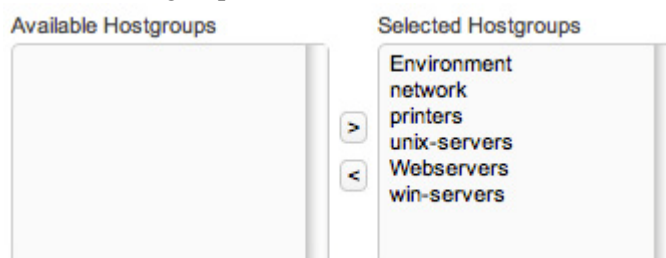 Available Hostgroups
Selected Hostgroups
Environment
network
printers
unix-servers
Webservers
win-servers
>
<